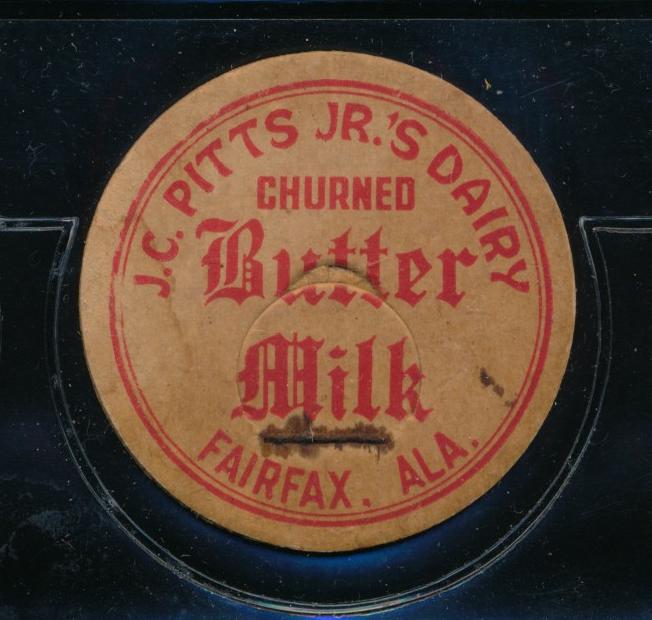 J.C. PITTS JR.'S DAIRY
CHURNED
Butter
Milk
FAIRFAX. ALA.